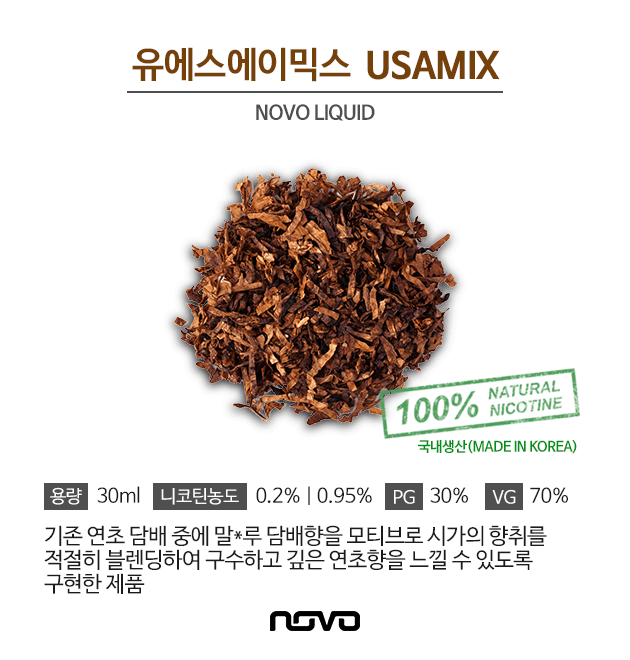 유에스에이믹스 USAMIX
NOVO LIQUID
100% NATURAL NICOTINE
국내생산(MADE IN KOREA)
용량 30ml 니코틴농도 0.2% | 0.95% PG 30% VG 70%
기존 연초 담배 중에 말*루 담배향을 모티브로 시가의 향취를
적절히 블렌딩하여 구수하고 깊은 연초향을 느낄 수 있도록
구현한 제품
novo